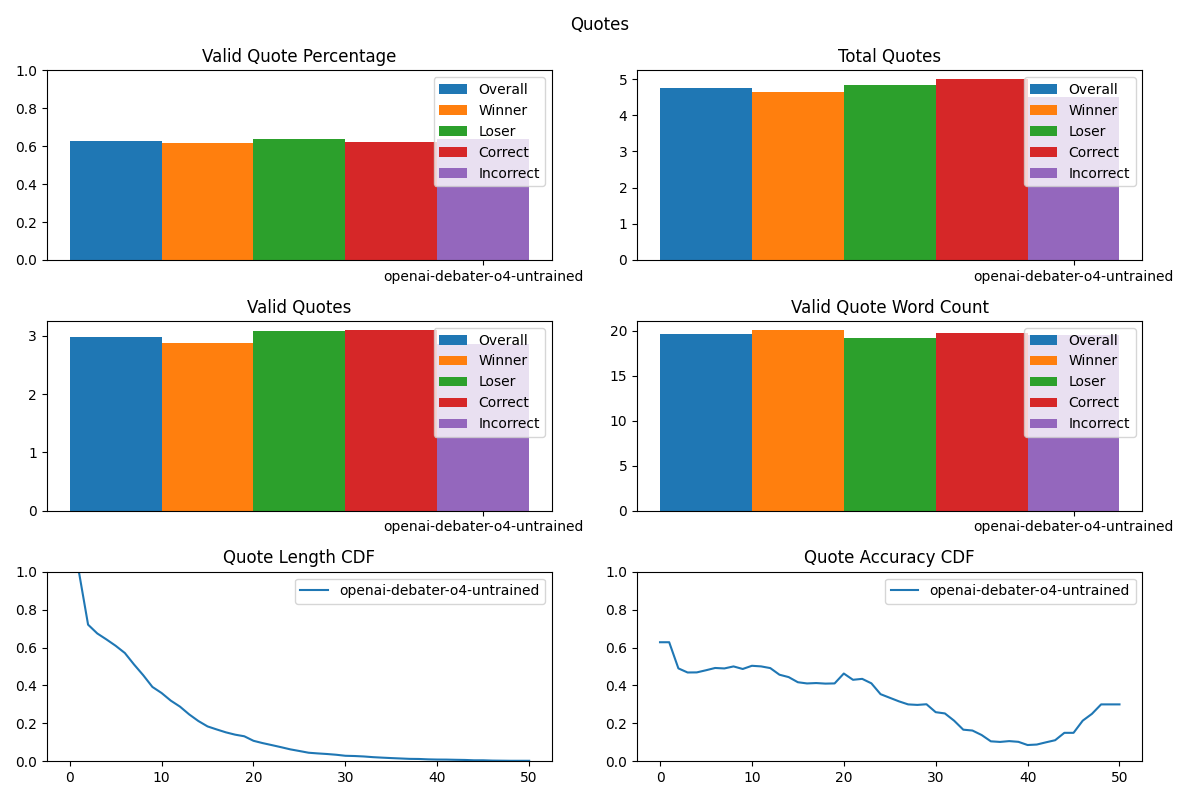 Quotes
Valid Quote Percentage
1.0
0.8
0.6
0.4
0.2
0.0
Overall
Winner
Loser
Correct
Incorrect
openai-debater-o4-untrained
Total Quotes
5
4
3
2
1
0
Overall
Winner
Loser
Correct
Incorrect
openai-debater-o4-untrained
Valid Quotes
3
2
1
0
Overall
Winner
Loser
Correct
Incorrect
openai-debater-o4-untrained
Valid Quote Word Count
20
15
10
5
0
Overall
Winner
Loser
Correct
Incorrect
openai-debater-o4-untrained
Quote Length CDF
1.0
0.8
0.6
0.4
0.2
0.0
openai-debater-o4-untrained
0 10 20 30 40 50
Quote Accuracy CDF
1.0
0.8
0.6
0.4
0.2
0.0
openai-debater-o4-untrained
0 10 20 30 40 50